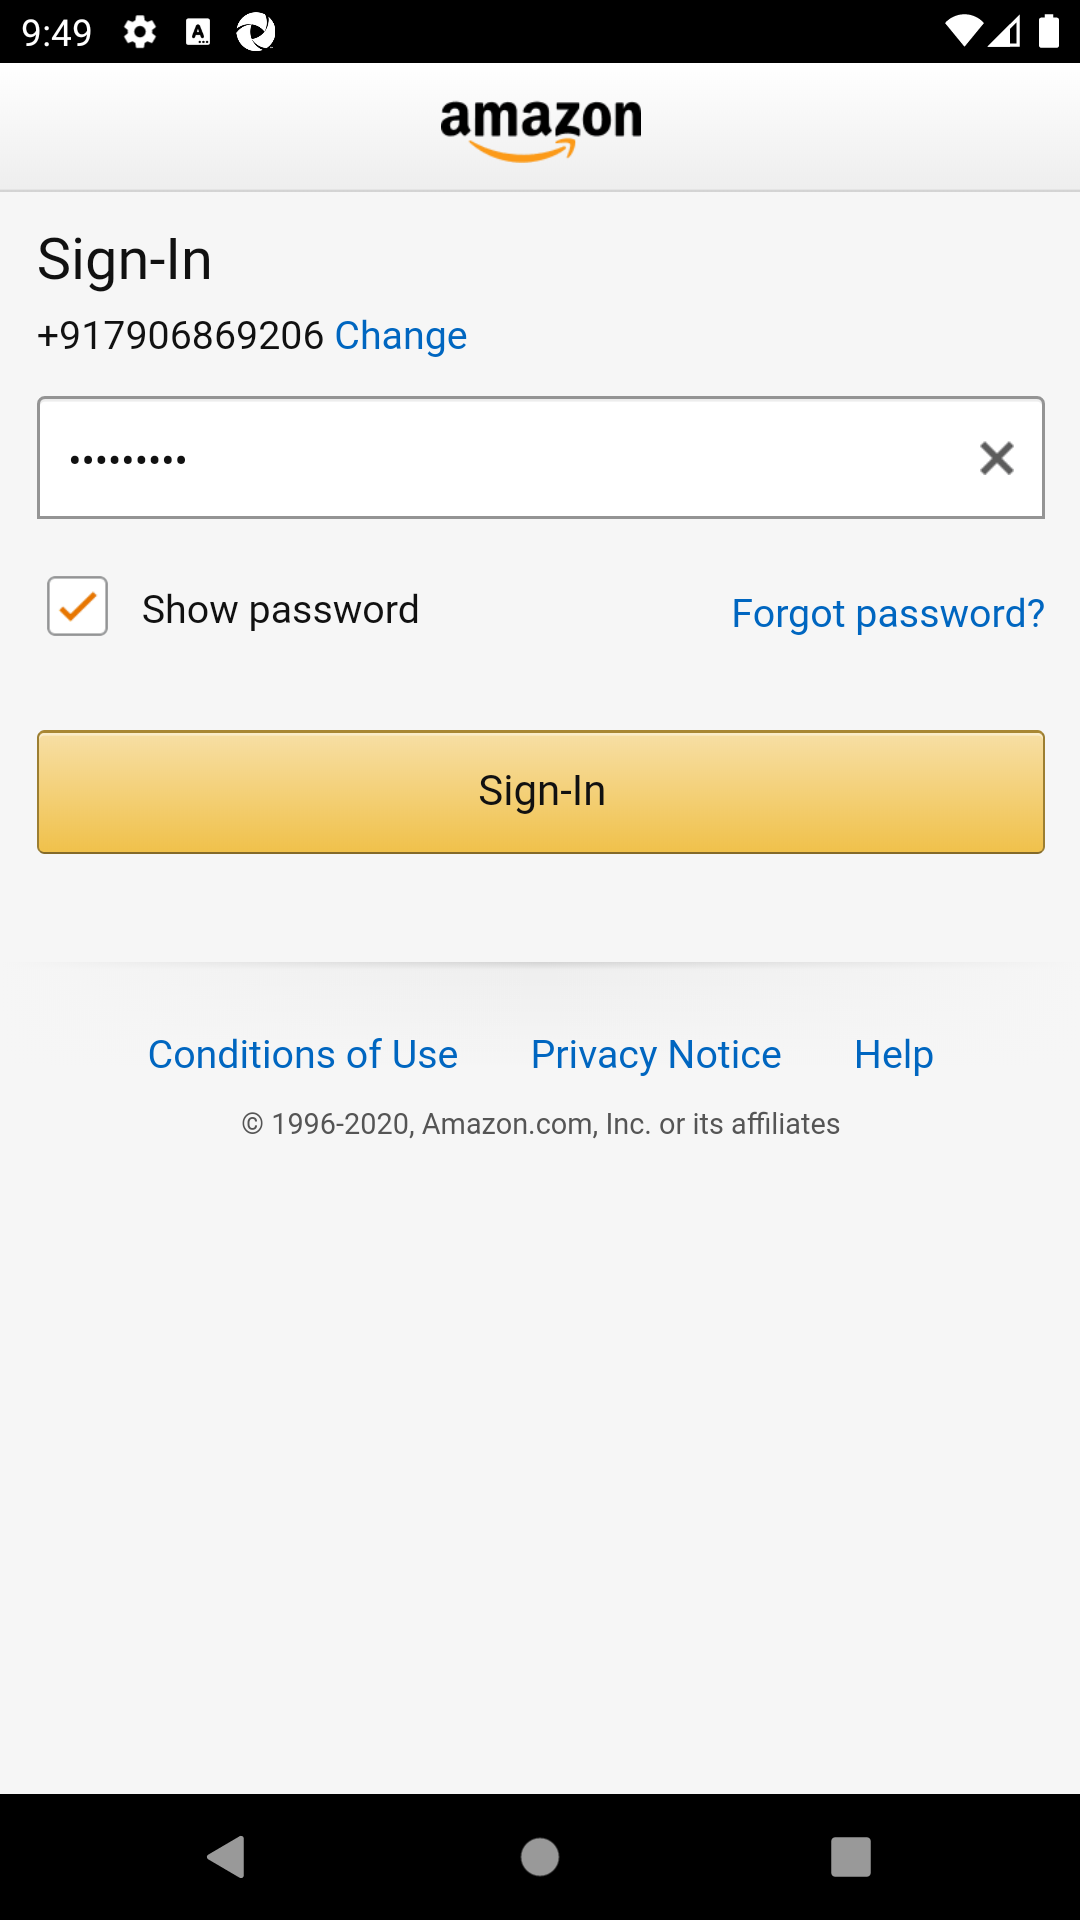 9:49
amazon
Sign-In
+917906869206 Change
•••••••••
Show password
Forgot password?
Sign-In
Conditions of Use Privacy Notice Help
© 1996-2020, Amazon.com, Inc. or its affiliates